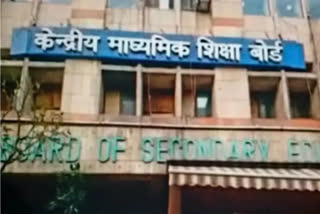 केन्द्रीय माध्यमिक शिक्षा बोर्ड
BOARD OF SECONDARY